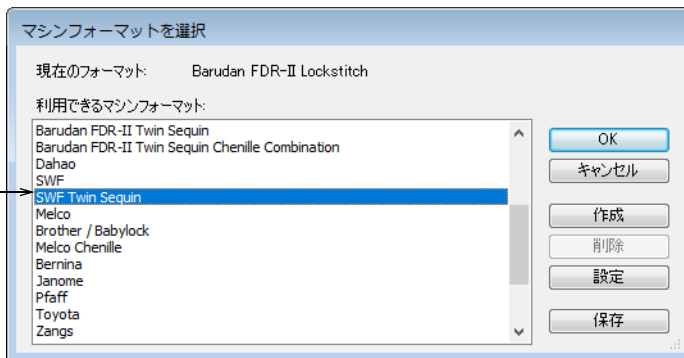 マシンフォーマットを選択
現在のフォーマット: Barudan FDR-II Lockstitch
利用できるマシンフォーマット:
Barudan FDR-II Twin Sequin
Barudan FDR-II Twin Sequin Chenille Combination
Dahao
SWF
SWF Twin Sequin
Melco
Brother / Babylock
Melco Chenille
Bernina
Janome
Pfaff
Toyota
Zangs
OK
キャンセル
作成
削除
設定
保存